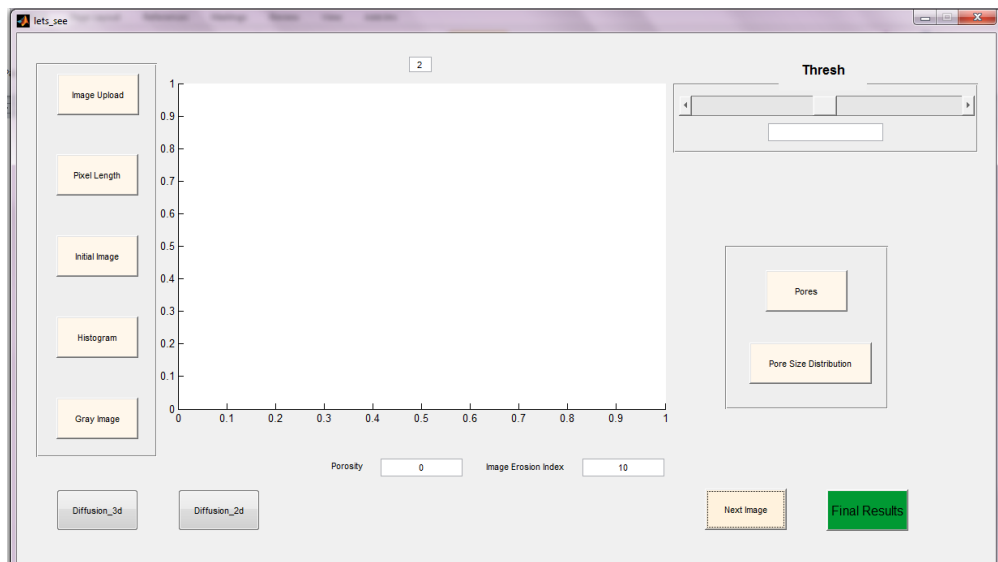 lets_see
2
Thresh
Image Upload
1
0.9
0.8
Pixel Length
0.7
0.6
0.5
Initial Image
0.4
Pores
0.3
Histogram
0.2
Pore Size Distribution
0.1
Gray Image
0
0 0.1 0.2 0.3 0.4 0.5 0.6 0.7 0.8 0.9 1
Porosity 0 Image Erosion Index 10
Diffusion_3d Diffusion_2d Next Image Final Results